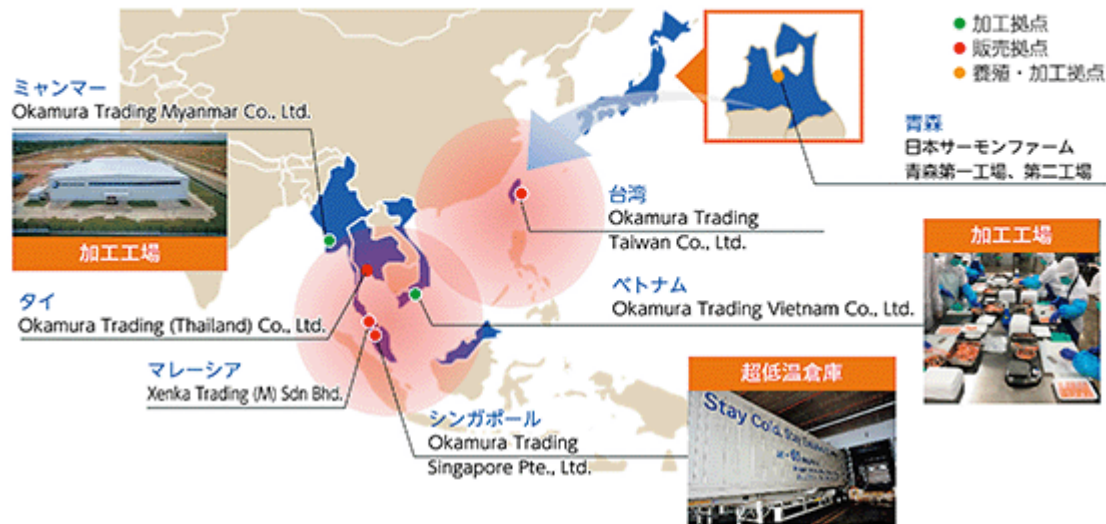 加工拠点
販売拠点
養殖・加工拠点
ミャンマー
Okamura Trading Myanmar Co., Ltd.
加工工場
青森
日本サーモンファーム
青森第一工場、第二工場
台湾
Okamura Trading
Taiwan Co., Ltd.
加工工場
ベトナム
Okamura Trading Vietnam Co., Ltd.
タイ
Okamura Trading (Thailand) Co., Ltd.
マレーシア
Xenka Trading (M) Sdn Bhd.
シンガポール
Okamura Trading
Singapore Pte., Ltd.
超低温倉庫
Stay Cold, Stay